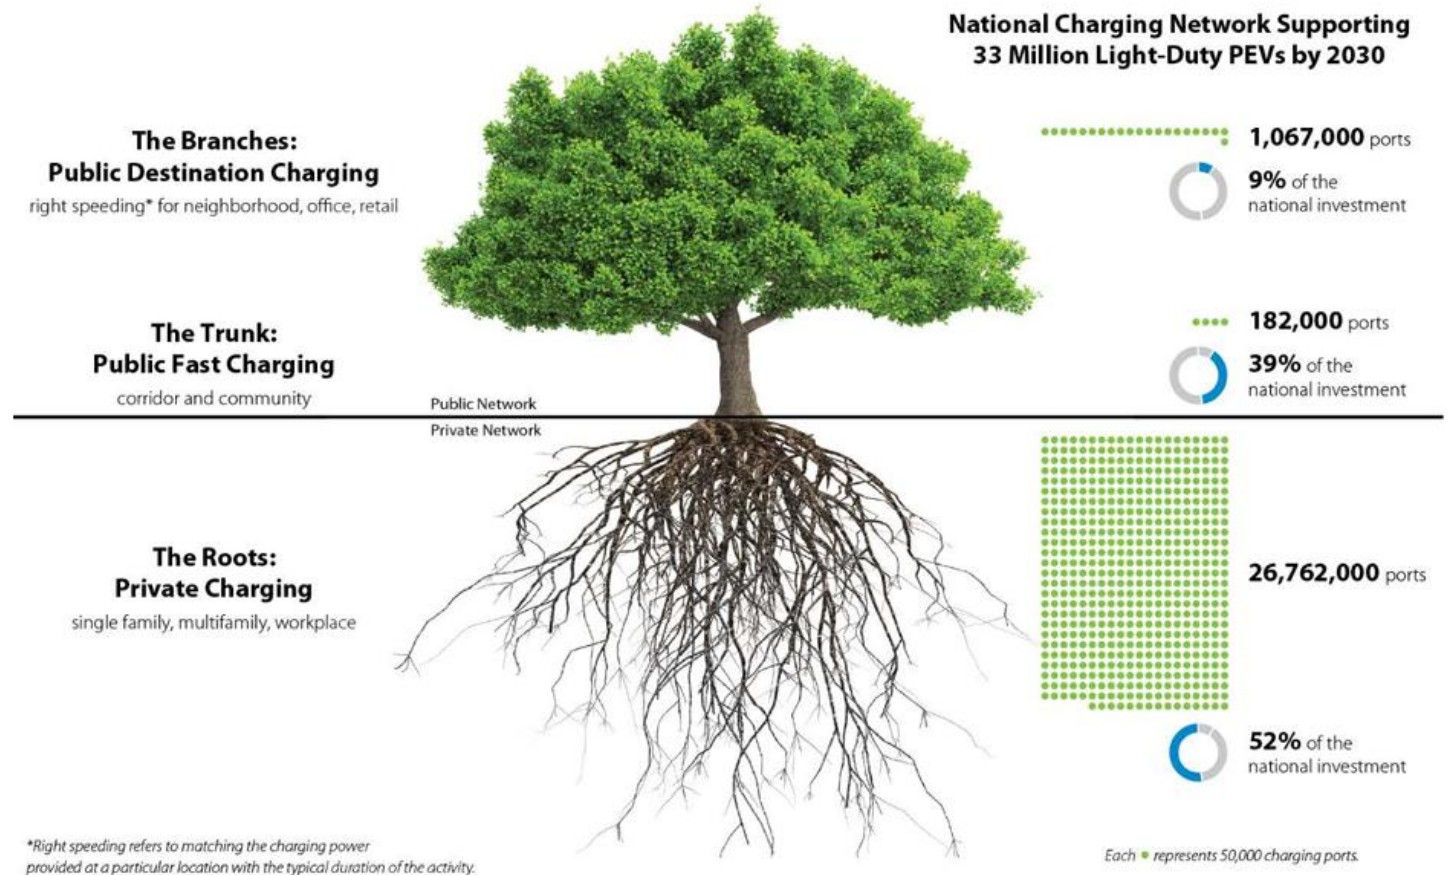 National Charging Network Supporting
33 Million Light-Duty PEVs by 2030
The Branches:
Public Destination Charging
right speeding* for neighborhood, office, retail
1,067,000 ports
9% of the
national investment
The Trunk:
Public Fast Charging
corridor and community
182,000 ports
39% of the
national investment
Public Network
Private Network
The Roots:
Private Charging
single family, multifamily, workplace
26,762,000 ports
52% of the
national investment
*Right speeding refers to matching the charging power
provided at a particular location with the typical duration of the activity.
Each • represents 50,000 charging ports.